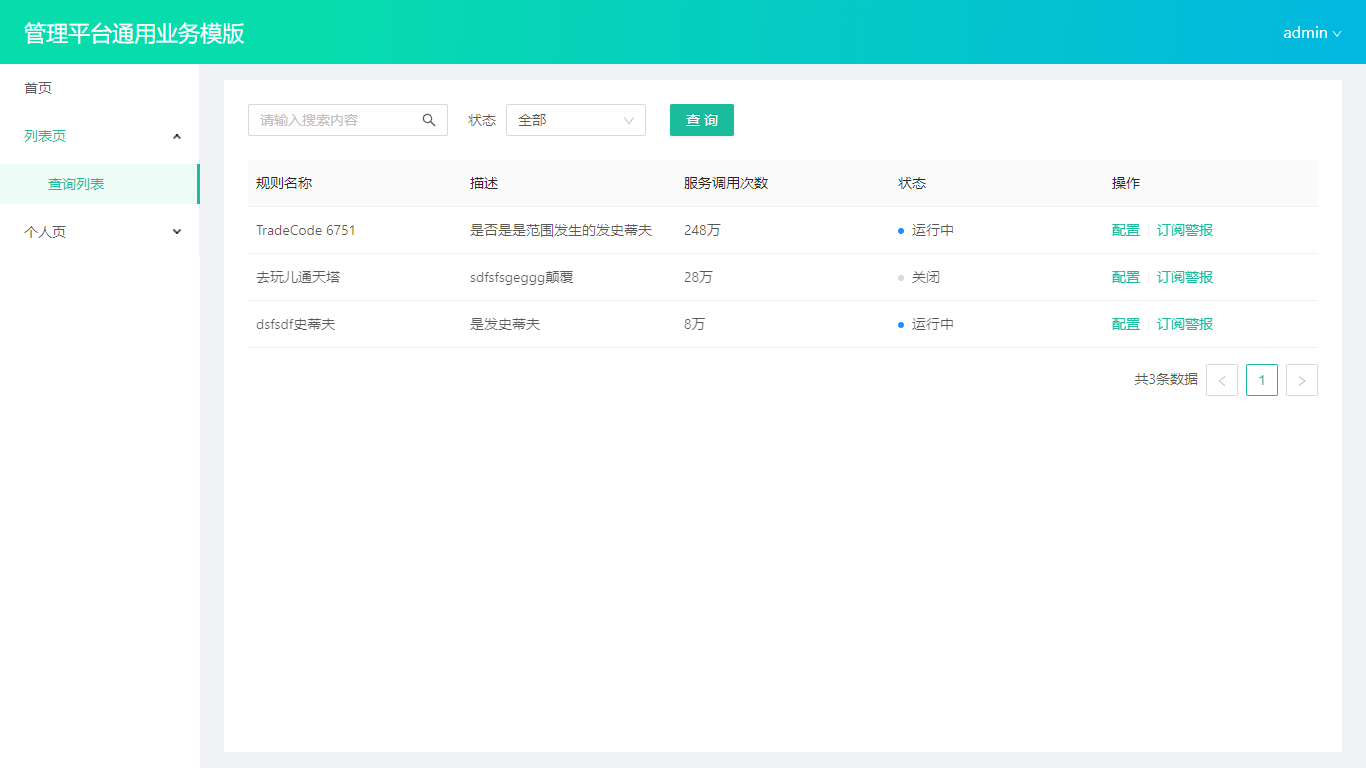 管理平台通用业务模版
admin
首页
列表页
查询列表
个人页
请输入搜索内容 状态 全部 查 询
规则名称 描述 服务调用次数 状态 操作
TradeCode 6751 是否是是范围发生的发史蒂夫 248万 运行中 配置 订阅警报
去玩儿通天塔 sdfsfsgeggg颠覆 28万 关闭 配置 订阅警报
dsfsdf史蒂夫 是发史蒂夫 8万 运行中 配置 订阅警报
共3条数据 < 1 >